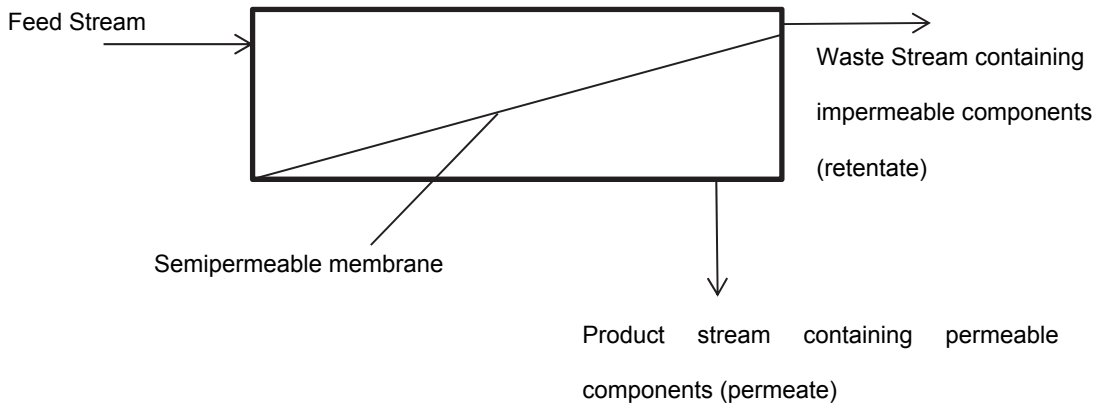 Feed Stream
Waste Stream containing
impermeable components
(retentate)
Semipermeable membrane
Product stream containing permeable
components (permeate)